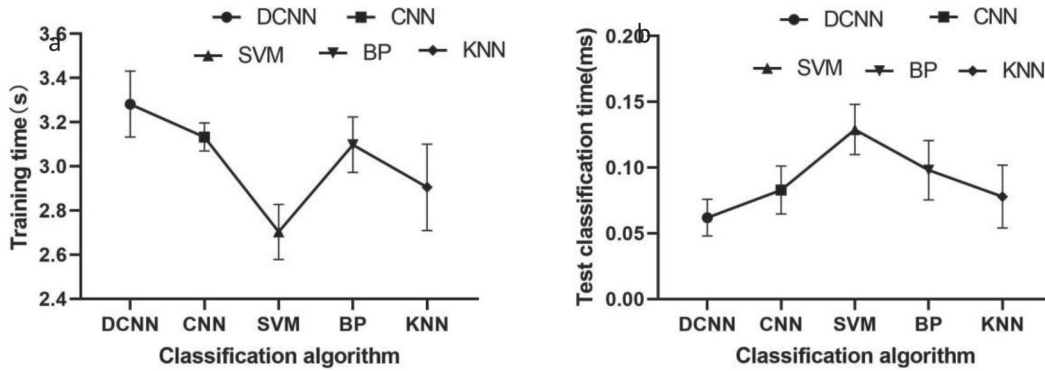 a
DCNN CNN
SVM BP KNN
Training time (s)
3.6
3.4
3.2
3.0
2.8
2.6
2.4
DCNN CNN SVM BP KNN
Classification algorithm
b
DCNN CNN
SVM BP KNN
Test classification time(ms)
0.20
0.15
0.10
0.05
0.00
DCNN CNN SVM BP KNN
Classification algorithm